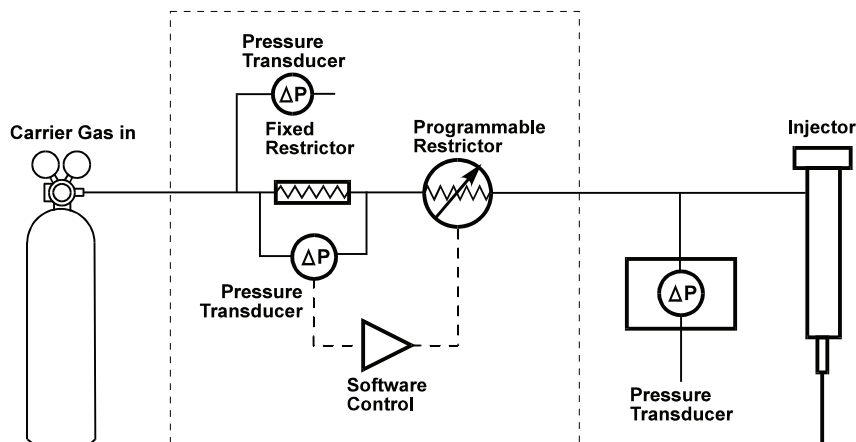 Pressure
Transducer
ΔP
Carrier Gas in
Fixed
Restrictor
Programmable
Restrictor
Injector
ΔP
Pressure
Transducer
Software
Control
ΔP
Pressure
Transducer